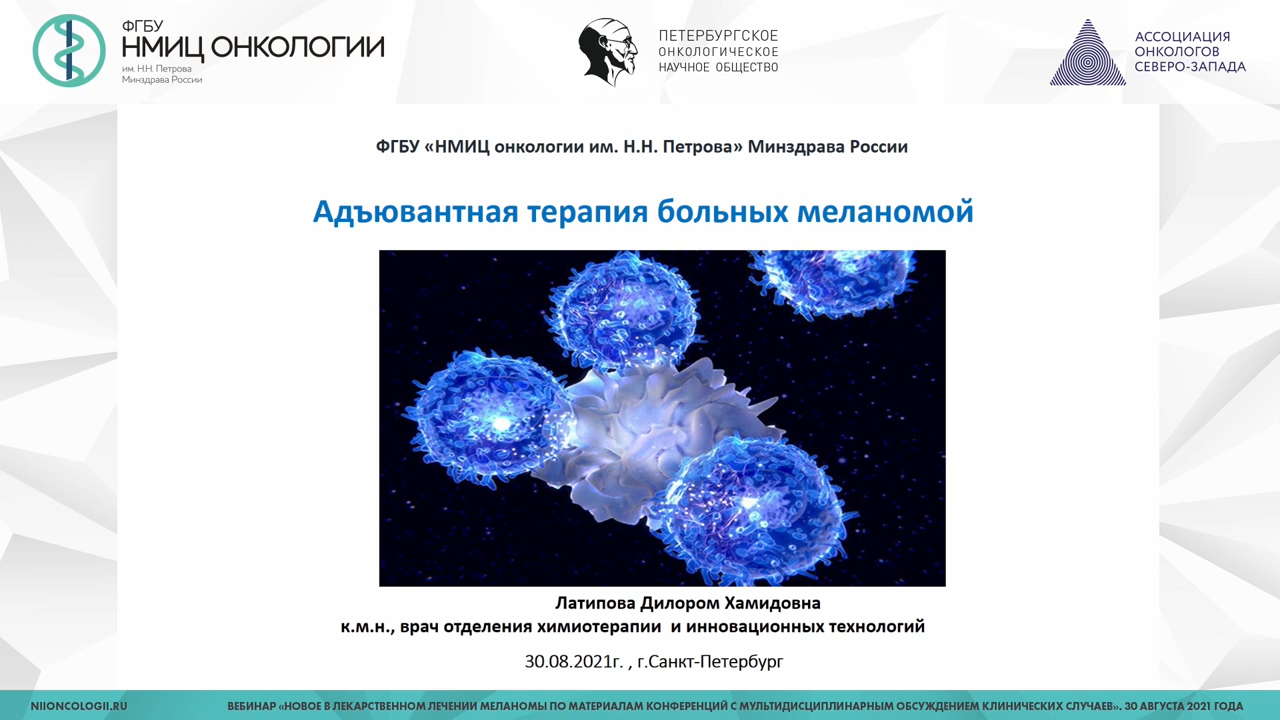 ФГБУ
НМИЦ ОНКОЛОГИИ
им. Н.Н. Петрова
Минздрава России
ПЕТЕРБУРГСКОЕ
ОНКОЛОГИЧЕСКОЕ
НАУЧНОЕ ОБЩЕСТВО
АССОЦИАЦИЯ
ОНКОЛОГОВ
СЕВЕРО-ЗАПАДА
ФГБУ «НМИЦ онкологии им. Н.Н. Петрова» Минздрава России
Адъювантная терапия больных меланомой
Латипова Дилором Хамидовна
к.м.н., врач отделения химиотерапии и инновационных технологий
30.08.2021г. , г.Санкт-Петербург
NIIONCOLOGII.RU
ВЕБИНАР «НОВОЕ В ЛЕКАРСТВЕННОМ ЛЕЧЕНИИ МЕЛАНОМЫ ПО МАТЕРИАЛАМ КОНФЕРЕНЦИЙ С МУЛЬТИДИСЦИПЛИНАРНЫМ ОБСУЖДЕНИЕМ КЛИНИЧЕСКИХ СЛУЧАЕВ». 30 АВГУСТА 2021 ГОДА